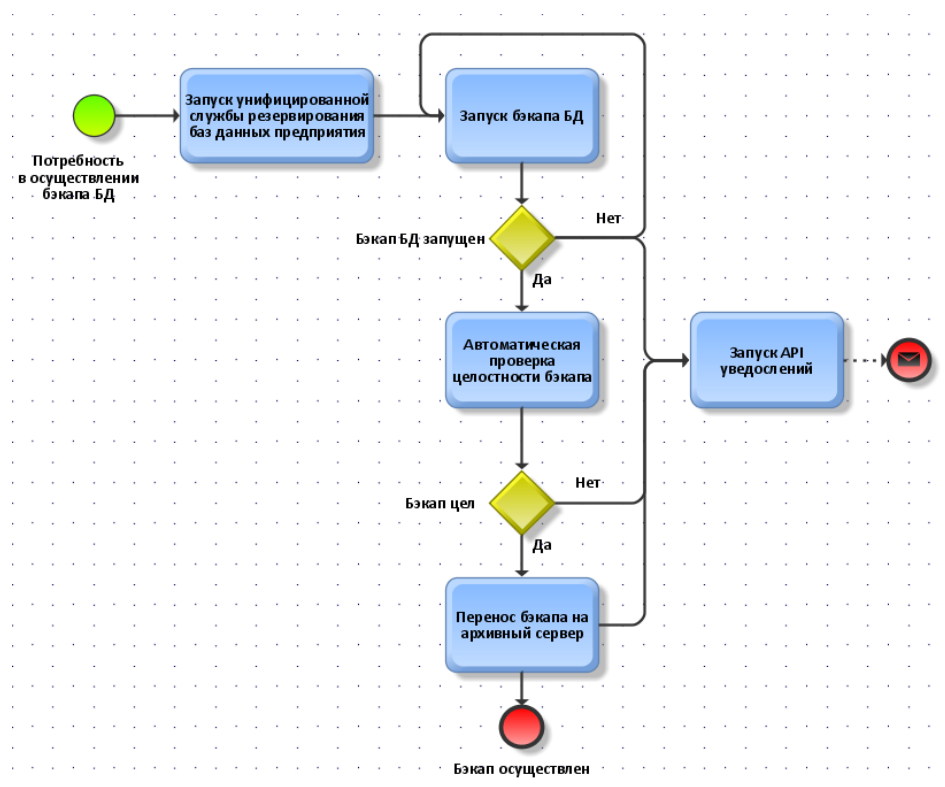 Запуск унифицированной
службы резервирования
баз данных предприятия
Запуск бэкапа БД
Потребность
в осуществлении
бэкапа БД
Нет
Бэкап БД запущен
Да
Автоматическая
проверка
целостности бэкапа
Запуск API
уведослений
Нет
Бэкап цел
Да
Перенос бэкапа на
архивный сервер
Бэкап осуществлен